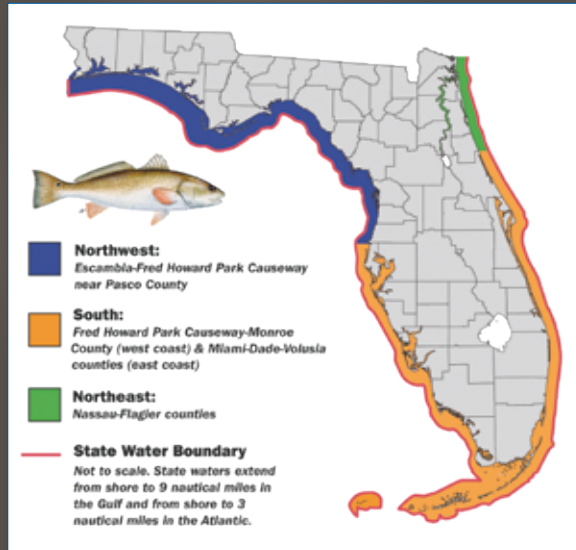 Northwest:
Escambia-Fred Howard Park Causeway
near Pasco County
South:
Fred Howard Park Causeway-Monroe
County (west coast) & Miami-Dade-Volusia
counties (east coast)
Northeast:
Nassau-Flagler counties
State Water Boundary
Not to scale. State waters extend
from shore to 9 nautical miles in
the Gulf and from shore to 3
nautical miles in the Atlantic.